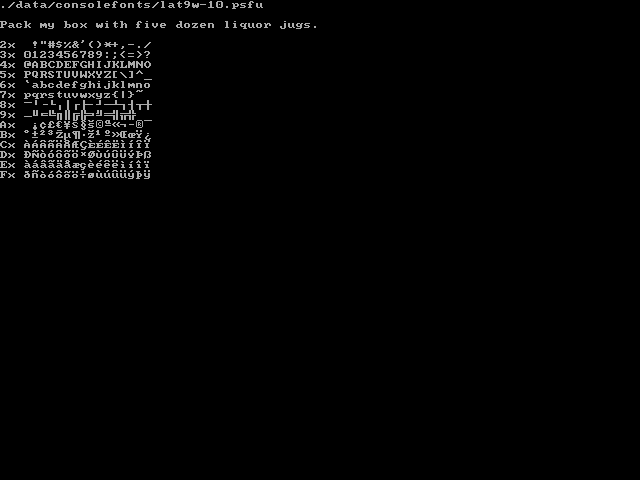 ./data/consolefonts/lat9w-10.psfu
Pack my box with five dozen liquor jugs.
2x  !"#$%&'()*+,-./
3x 0123456789:;<=>?
4x @ABCDEFGHIJKLMNO
5x PQRSTUVWXYZ[\]^_
6x `abcdefghijklmno
7x pqrstuvwxyz{|}~
8x
9x
Ax  ¡¢£€¥Š§š©ª«¬-®¯
Bx °±²³Žµ¶·ž¹º»ŒœŸ¿
Cx ÀÁÂÃÄÅÆÇÈÉÊËÌÍÎÏ
Dx ÐÑÒÓÔÕÖ×ØÙÚÛÜÝÞß
Ex àáâãäåæçèéêëìíîï
Fx ðñòóôõö÷øùúûüýþÿ